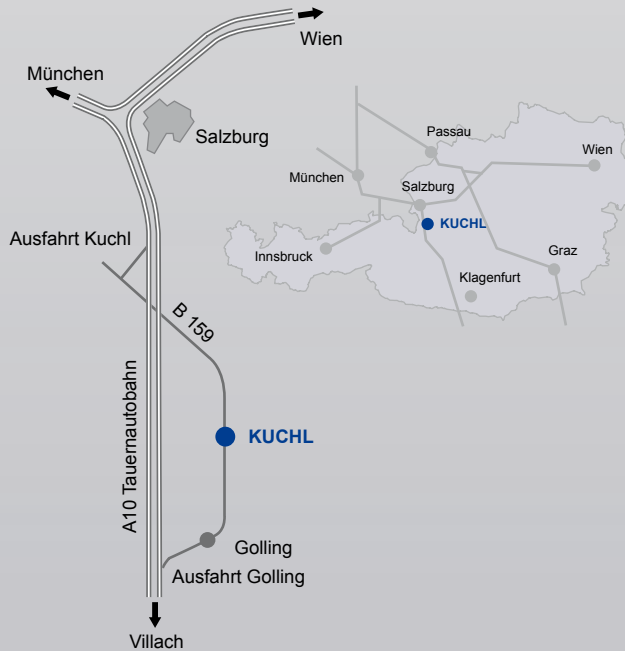 Wien
München
Salzburg
Ausfahrt Kuchl
B 159
A10 Tauernautobahn
KUCHL
Golling
Ausfahrt Golling
Villach
Passau
Wien
München
Salzburg
KUCHL
Innsbruck
Graz
Klagenfurt